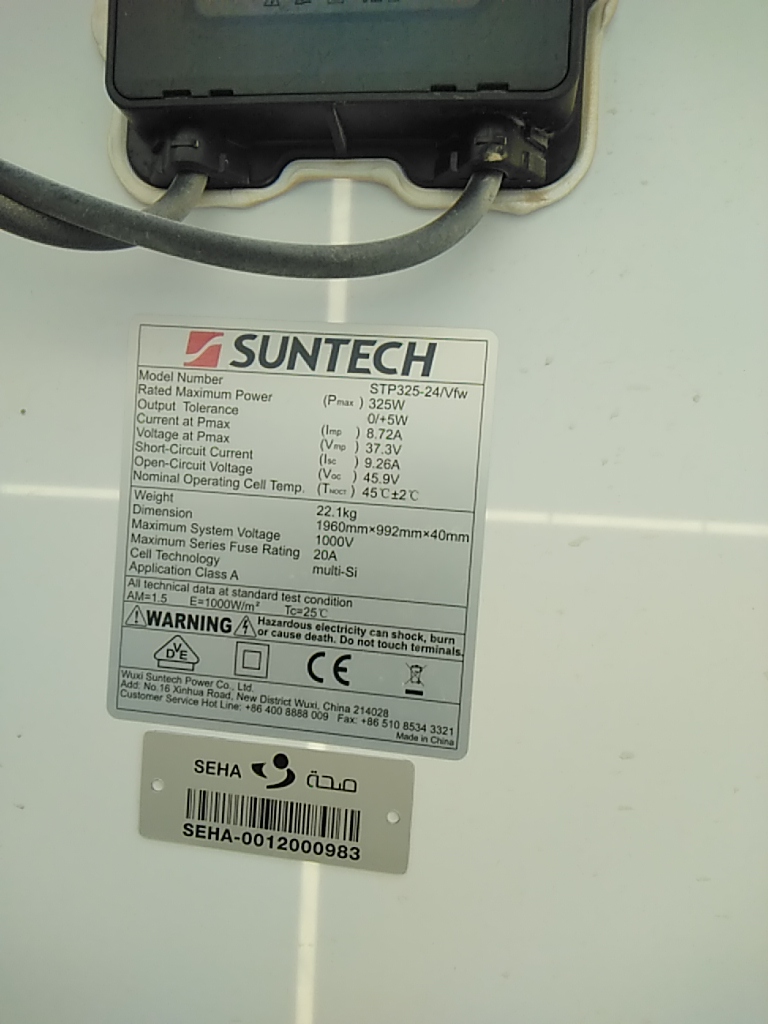 SUNTECH
Model Number STP325-24/Vfw
Rated Maximum Power (Pmax) 325W
Output Tolerance 0/+5W
Current at Pmax (Imp) 8.72A
Voltage at Pmax (Vmp) 37.3V
Short-Circuit Current (Isc) 9.26A
Open-Circuit Voltage (Voc) 45.9V
Nominal Operating Cell Temp. (TNOCT) 45℃±2℃
Weight 22.1kg
Dimension 1960mm×992mm×40mm
Maximum System Voltage 1000V
Maximum Series Fuse Rating 20A
Cell Technology multi-Si
Application Class A
All technical data at standard test condition
AM=1.5 E=1000W/m² Tc=25℃
WARNING Hazardous electricity can shock, burn
or cause death. Do not touch terminals.
DVE CE
Wuxi Suntech Power Co., Ltd.
Add: No.16 Xinhua Road, New District Wuxi, China 214028
Customer Service Hot Line: +86 400 8888 009 Fax: +86 510 8534 3321
Made in China
SEHA صحة
SEHA-0012000983